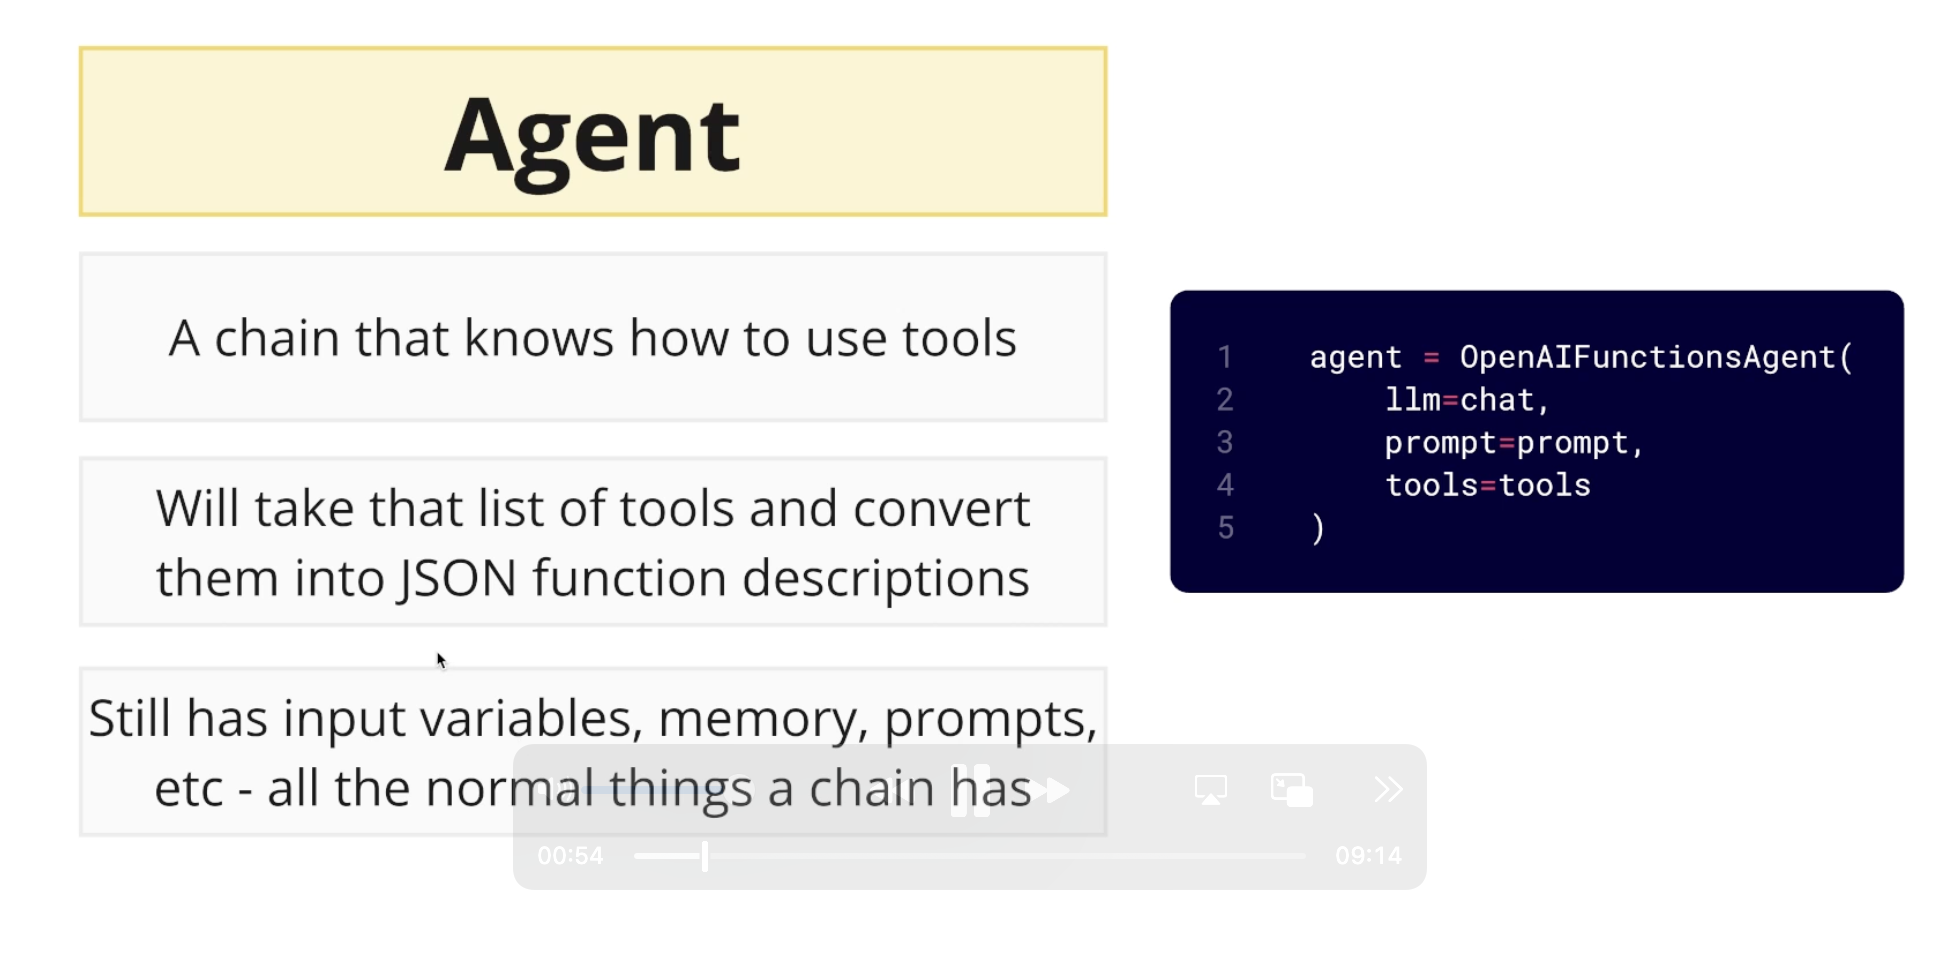 Agent
A chain that knows how to use tools
Will take that list of tools and convert
them into JSON function descriptions
Still has input variables, memory, prompts,
etc - all the normal things a chain has
1 agent = OpenAIFunctionsAgent(
2 llm=chat,
3 prompt=prompt,
4 tools=tools
5 )
00:54
09:14